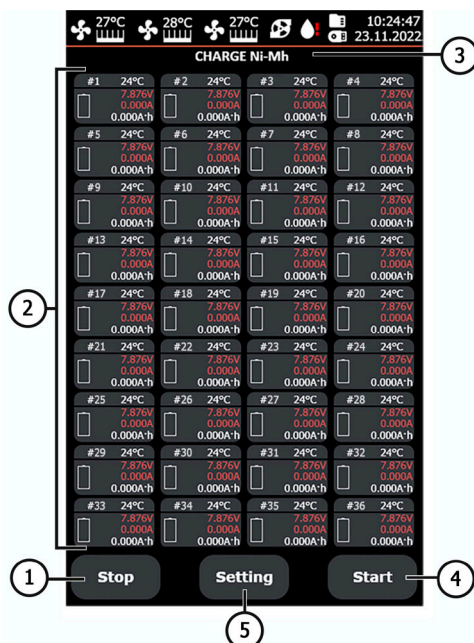 27°C 28°C 27°C 10:24:47
23.11.2022
CHARGE Ni-Mh
3
#1 24°C #2 24°C #3 24°C #4 24°C
7.876V 7.876V 7.876V 7.876V
0.000A 0.000A 0.000A 0.000A
0.000A·h 0.000A·h 0.000A·h 0.000A·h
#5 24°C #6 24°C #7 24°C #8 24°C
7.876V 7.876V 7.876V 7.876V
0.000A 0.000A 0.000A 0.000A
0.000A·h 0.000A·h 0.000A·h 0.000A·h
#9 24°C #10 24°C #11 24°C #12 24°C
7.876V 7.876V 7.876V 7.876V
0.000A 0.000A 0.000A 0.000A
0.000A·h 0.000A·h 0.000A·h 0.000A·h
#13 24°C #14 24°C #15 24°C #16 24°C
7.876V 7.876V 7.876V 7.876V
0.000A 0.000A 0.000A 0.000A
0.000A·h 0.000A·h 0.000A·h 0.000A·h
2
#17 24°C #18 24°C #19 24°C #20 24°C
7.876V 7.876V 7.876V 7.876V
0.000A 0.000A 0.000A 0.000A
0.000A·h 0.000A·h 0.000A·h 0.000A·h
#21 24°C #22 24°C #23 24°C #24 24°C
7.876V 7.876V 7.876V 7.876V
0.000A 0.000A 0.000A 0.000A
0.000A·h 0.000A·h 0.000A·h 0.000A·h
#25 24°C #26 24°C #27 24°C #28 24°C
7.876V 7.876V 7.876V 7.876V
0.000A 0.000A 0.000A 0.000A
0.000A·h 0.000A·h 0.000A·h 0.000A·h
#29 24°C #30 24°C #31 24°C #32 24°C
7.876V 7.876V 7.876V 7.876V
0.000A 0.000A 0.000A 0.000A
0.000A·h 0.000A·h 0.000A·h 0.000A·h
#33 24°C #34 24°C #35 24°C #36 24°C
7.876V 7.876V 7.876V 7.876V
0.000A 0.000A 0.000A 0.000A
0.000A·h 0.000A·h 0.000A·h 0.000A·h
1 Stop Setting Start 4
5